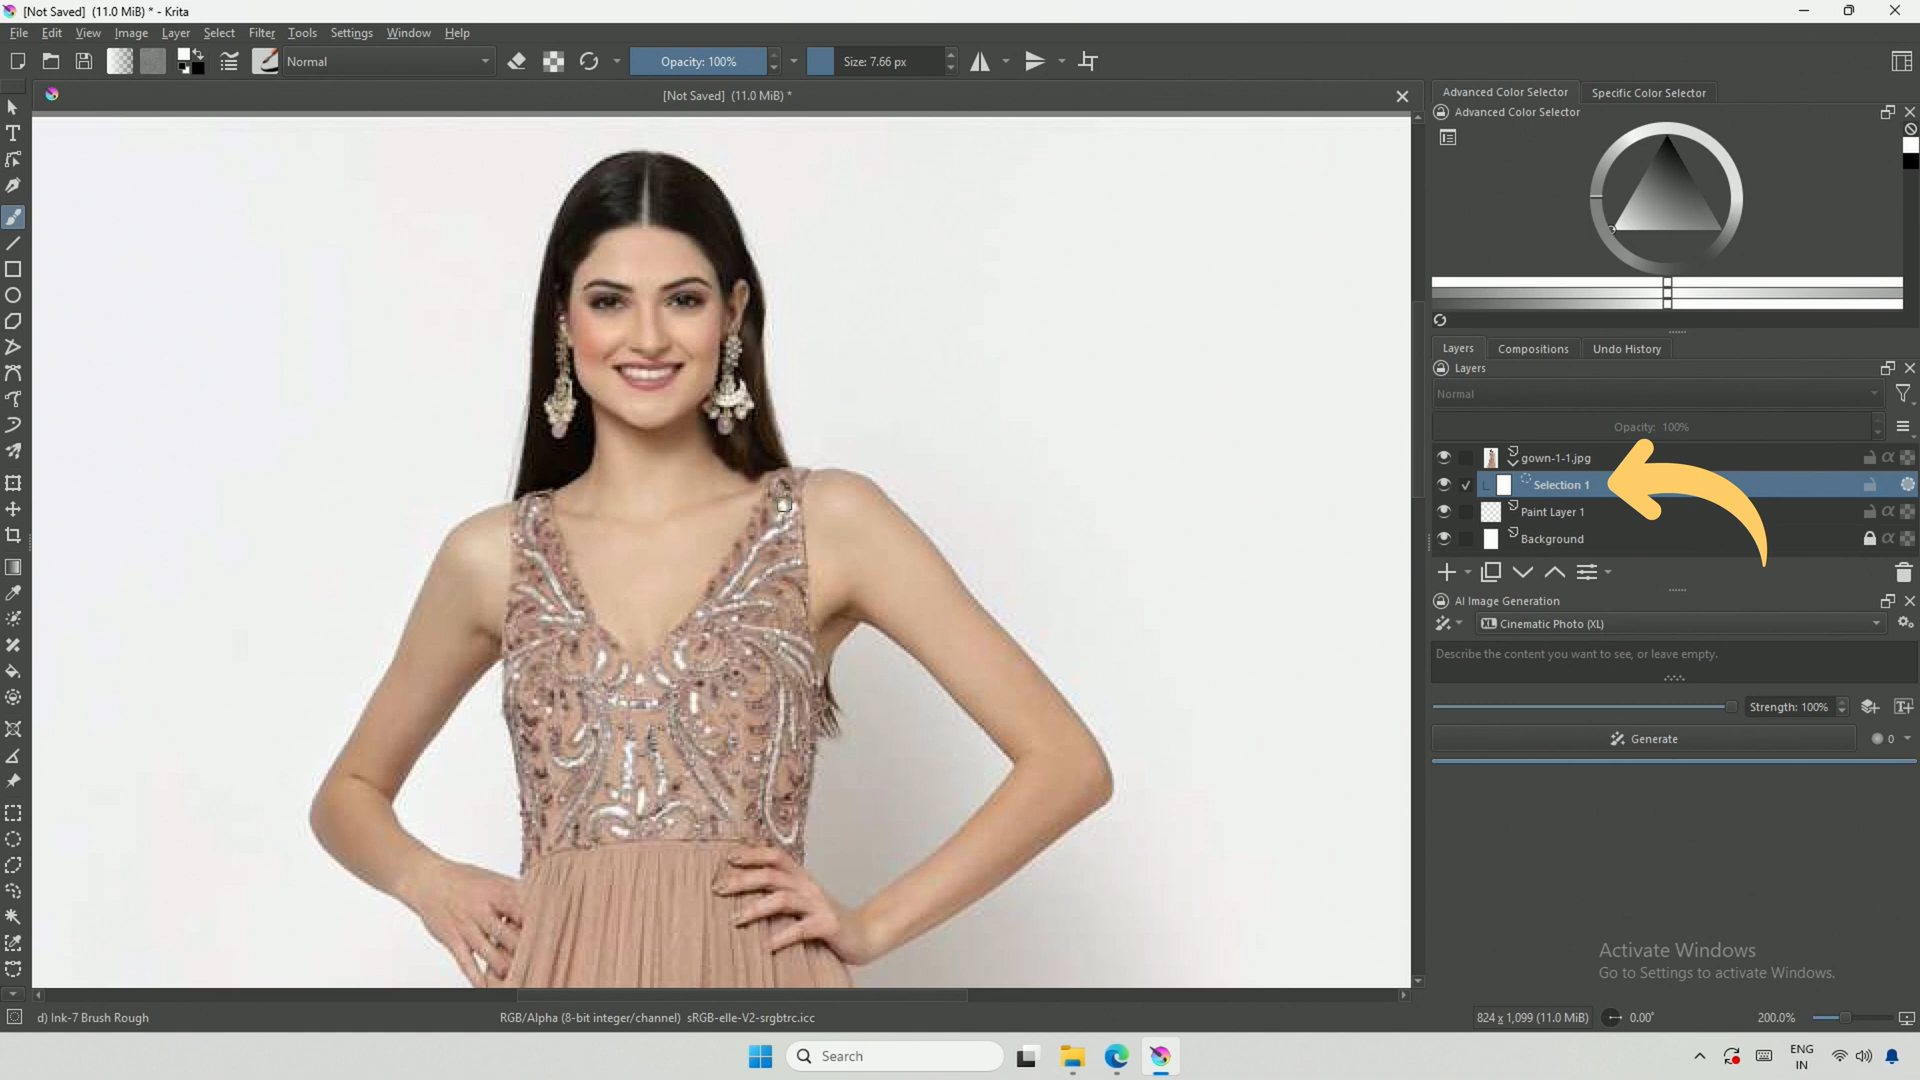 [Not Saved]  (11.0 MiB) * - Krita
File Edit View Image Layer Select Filter Tools Settings Window Help
Normal
Opacity: 100%
Size: 7.66 px
[Not Saved]  (11.0 MiB) *
Advanced Color Selector
Specific Color Selector
Advanced Color Selector
Layers
Compositions
Undo History
Layers
Normal
Opacity:  100%
gown-1-1.jpg
Selection 1
Paint Layer 1
Background
AI Image Generation
XL Cinematic Photo (XL)
Describe the content you want to see, or leave empty.
Strength: 100%
Generate
0
Activate Windows
Go to Settings to activate Windows.
d) Ink-7 Brush Rough
RGB/Alpha (8-bit integer/channel)  sRGB-elle-V2-srgbtrc.icc
824 x 1,099 (11.0 MiB)
0.00°
200.0%
Search
ENG
IN